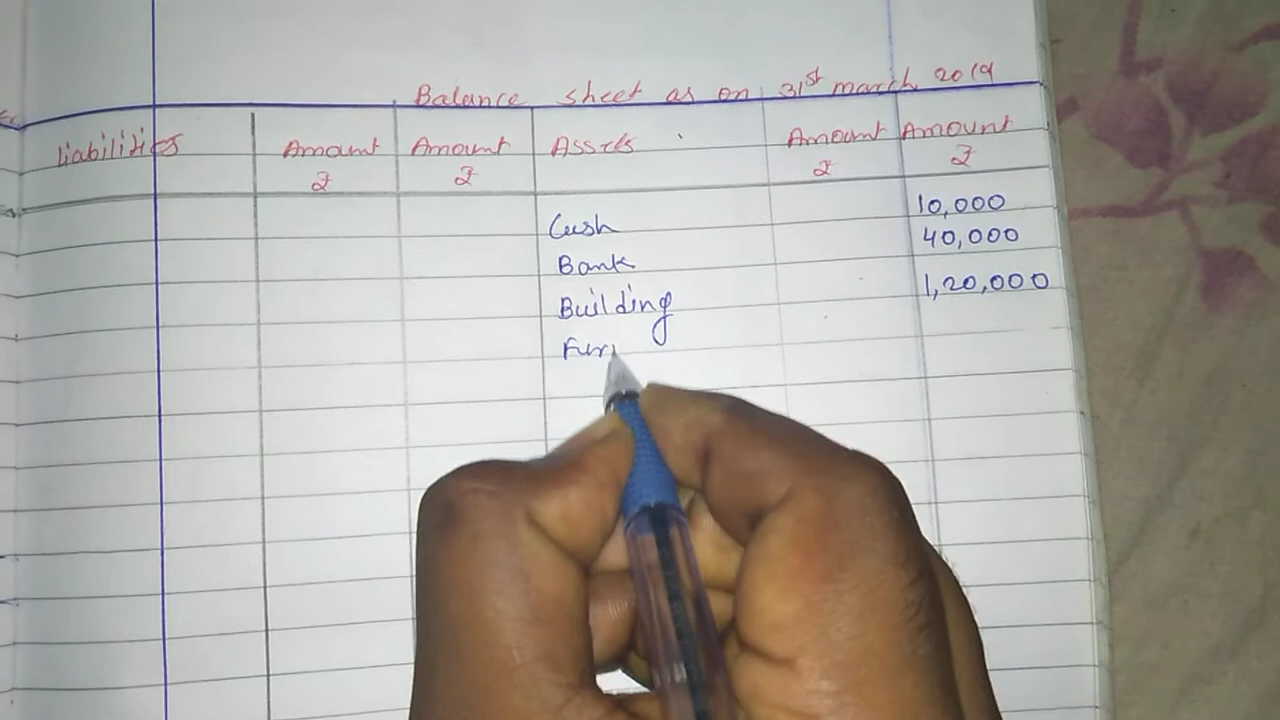 Balance sheet as on 31st march 2019
Liabilities Amount ₹ Amount ₹ Assets Amount ₹ Amount ₹
Cash 10,000
Bank 40,000
Building 1,20,000
Fur